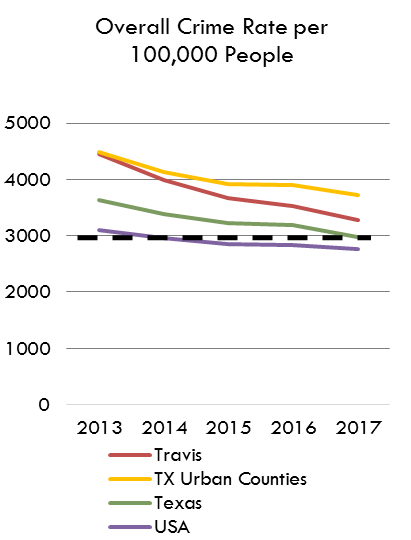 Overall Crime Rate per
100,000 People
5000
4000
3000
2000
1000
0
2013 2014 2015 2016 2017
Travis
TX Urban Counties
Texas
USA